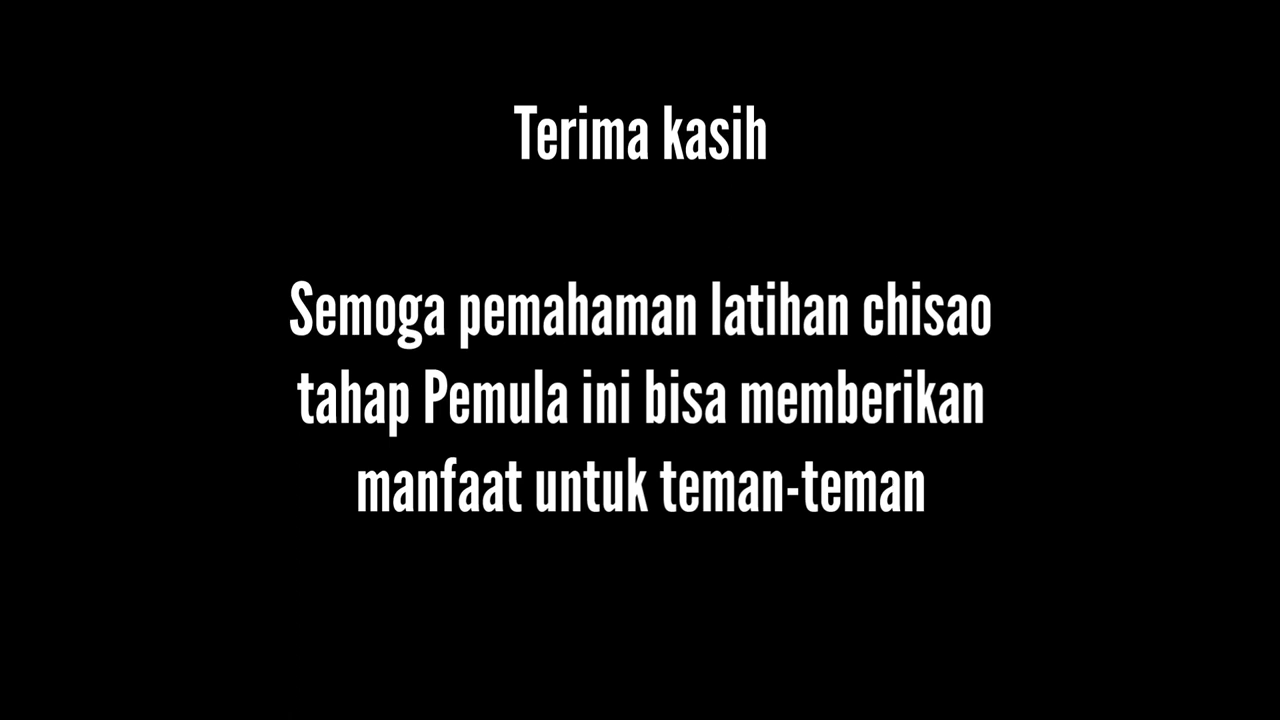 Terima kasih
Semoga pemahaman latihan chisao
tahap Pemula ini bisa memberikan
manfaat untuk teman-teman